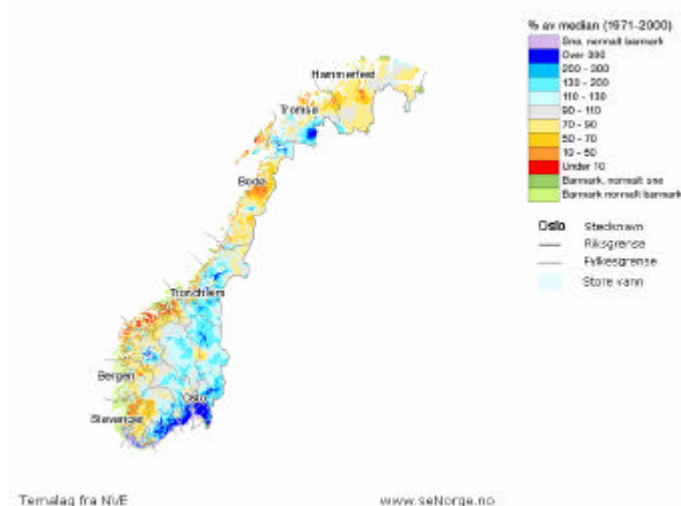 % av median (1971-2000)
Snø, normalt barmark
Over 300
200 - 300
130 - 200
110 - 130
90 - 110
70 - 90
50 - 70
10 - 50
Under 10
Barmark, normalt snø
Barmark normalt barmark
Oslo Stedsnavn
Riksgrense
Fylkesgrense
Store vann
Hammerfest
Tromsø
Bodø
Trondheim
Bergen
Oslo
Stavanger
Temalag fra NVE
www.seNorge.no